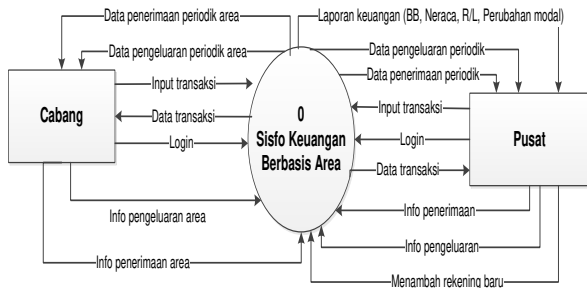 Data penerimaan periodik area
Laporan keuangan (BB, Neraca, R/L, Perubahan modal)
Data pengeluaran periodik area
Data pengeluaran periodik
Data penerimaan periodik
Input transaksi
Input transaksi
Cabang
0
Sisfo Keuangan
Berbasis Area
Pusat
Data transaksi
Login
Login
Data transaksi
Info pengeluaran area
Info penerimaan
Info pengeluaran
Info penerimaan area
Menambah rekening baru